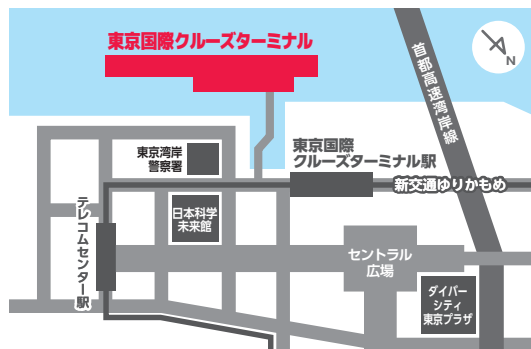 東京国際クルーズターミナル
N
首都高速湾岸線
東京湾岸
警察署
東京国際
クルーズターミナル駅
新交通ゆりかもめ
日本科学
未来館
テレコムセンター駅
セントラル
広場
ダイバー
シティ
東京プラザ